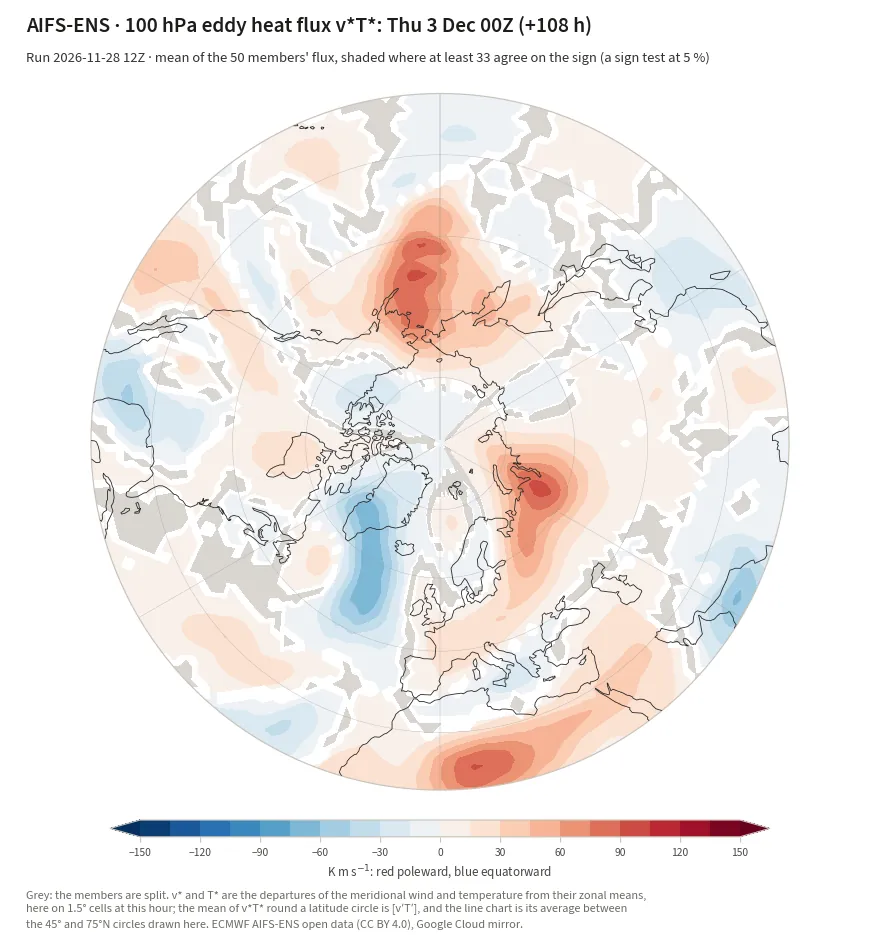 AIFS-ENS · 100 hPa eddy heat flux v*T*: Thu 3 Dec 00Z (+108 h)
Run 2026-11-28 12Z · mean of the 50 members' flux, shaded where at least 33 agree on the sign (a sign test at 5 %)
−150 −120 −90 −60 −30 0 30 60 90 120 150
K m s⁻¹: red poleward, blue equatorward
Grey: the members are split. v* and T* are the departures of the meridional wind and temperature from their zonal means,
here on 1.5° cells at this hour; the mean of v*T* round a latitude circle is [v′T′], and the line chart is its average between
the 45° and 75°N circles drawn here. ECMWF AIFS-ENS open data (CC BY 4.0), Google Cloud mirror.